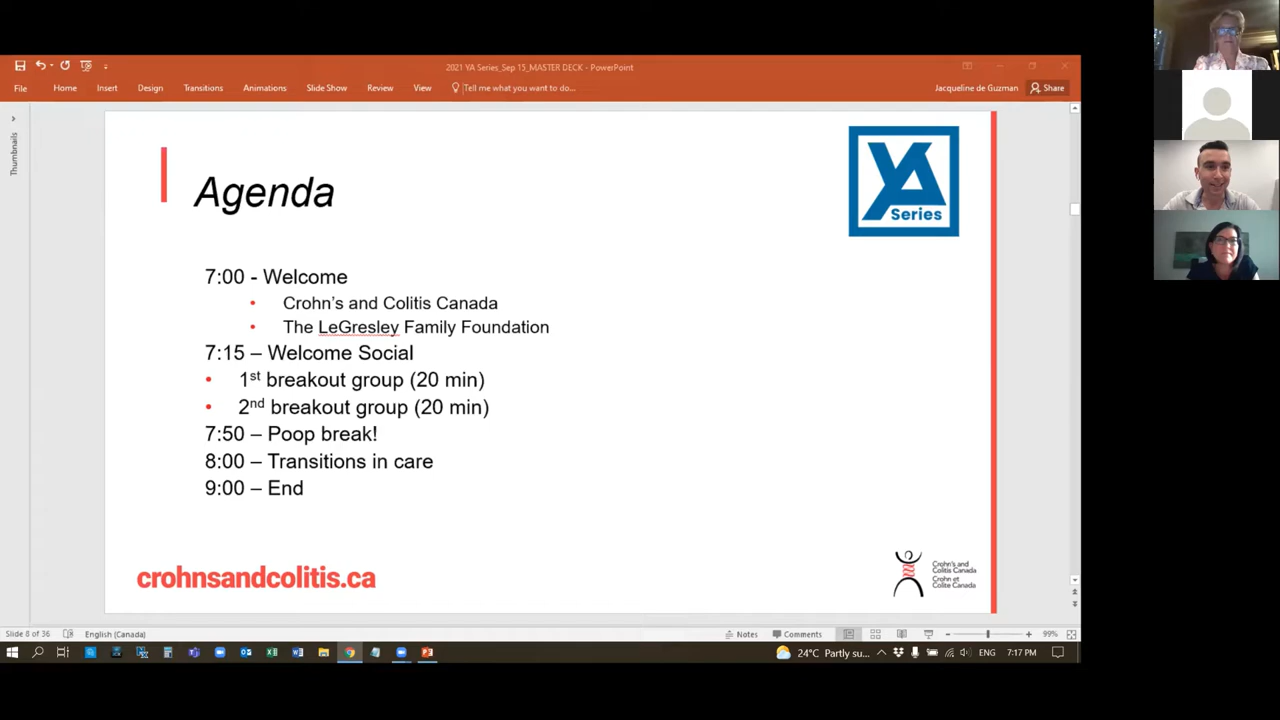 2021 YA Series_Sep 15_MASTER DECK - PowerPoint
File Home Insert Design Transitions Animations Slide Show Review View Tell me what you want to do... Jacqueline de Guzman Share
Thumbnails
Agenda
YA
Series
7:00 - Welcome
• Crohn's and Colitis Canada
• The LeGresley Family Foundation
7:15 – Welcome Social
• 1st breakout group (20 min)
• 2nd breakout group (20 min)
7:50 – Poop break!
8:00 – Transitions in care
9:00 – End
crohnsandcolitis.ca
Crohn's and
Colitis Canada
Crohn et
Colite Canada
Slide 8 of 36 English (Canada) Notes Comments 99%
24°C Partly su... ENG 7:17 PM